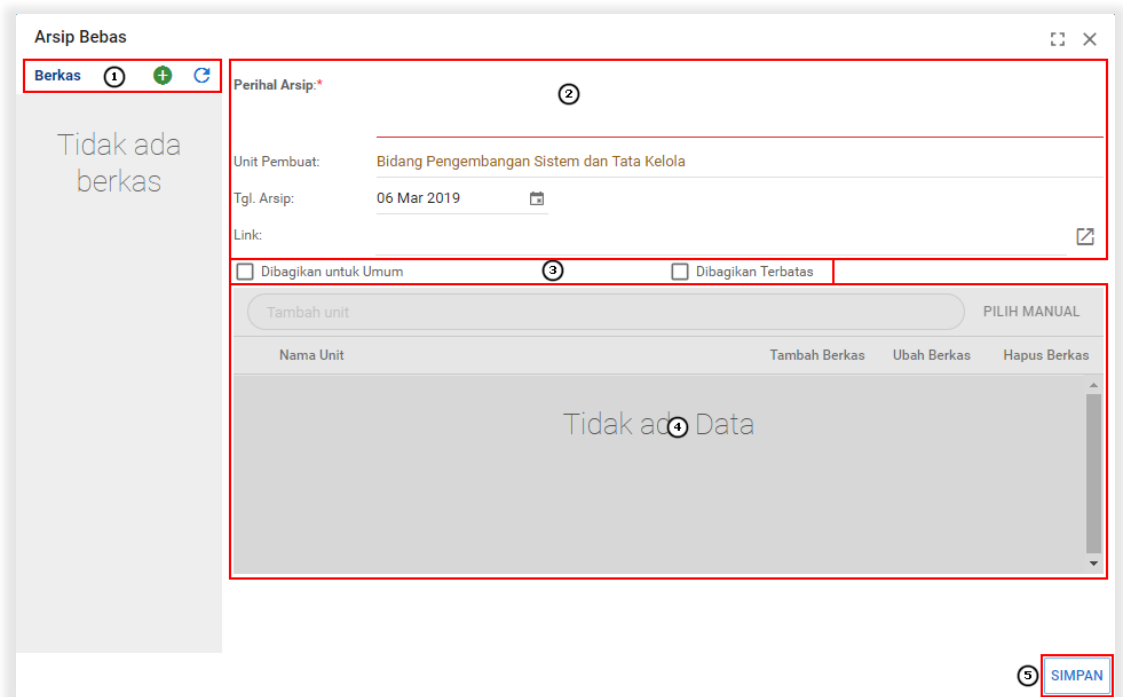 Arsip Bebas
Berkas 1
Tidak ada
berkas
Perihal Arsip:*
2
Unit Pembuat: Bidang Pengembangan Sistem dan Tata Kelola
Tgl. Arsip: 06 Mar 2019
Link:
Dibagikan untuk Umum 3 Dibagikan Terbatas
Tambah unit PILIH MANUAL
Nama Unit Tambah Berkas Ubah Berkas Hapus Berkas
Tidak ada Data
4
5 SIMPAN